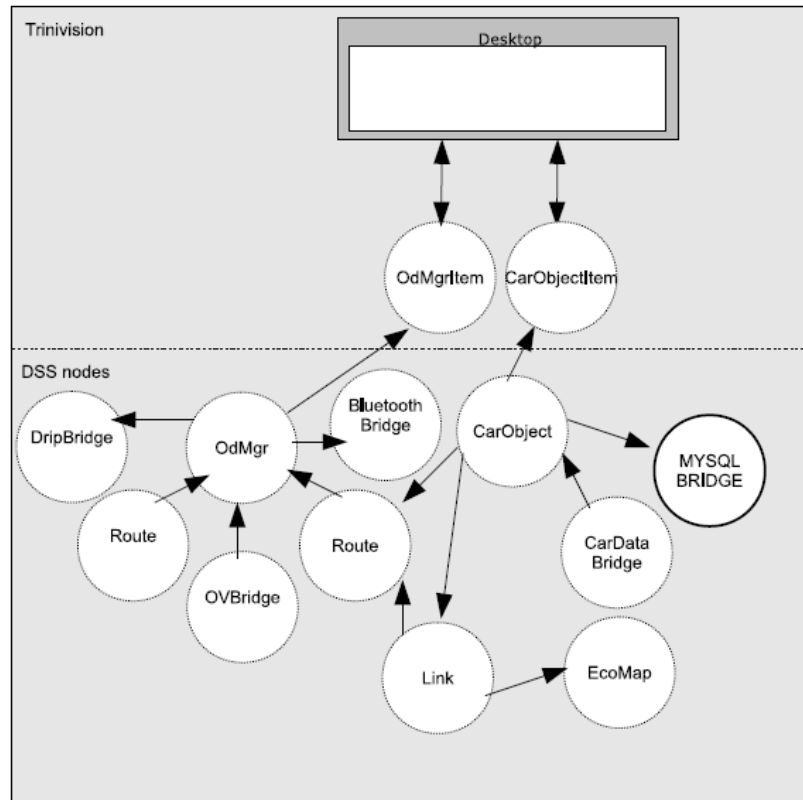 Trinivision
Desktop
OdMgrItem
CarObjectItem
DSS nodes
DripBridge
OdMgr
Bluetooth
Bridge
CarObject
MYSQL
BRIDGE
Route
OVBridge
Route
CarData
Bridge
Link
EcoMap